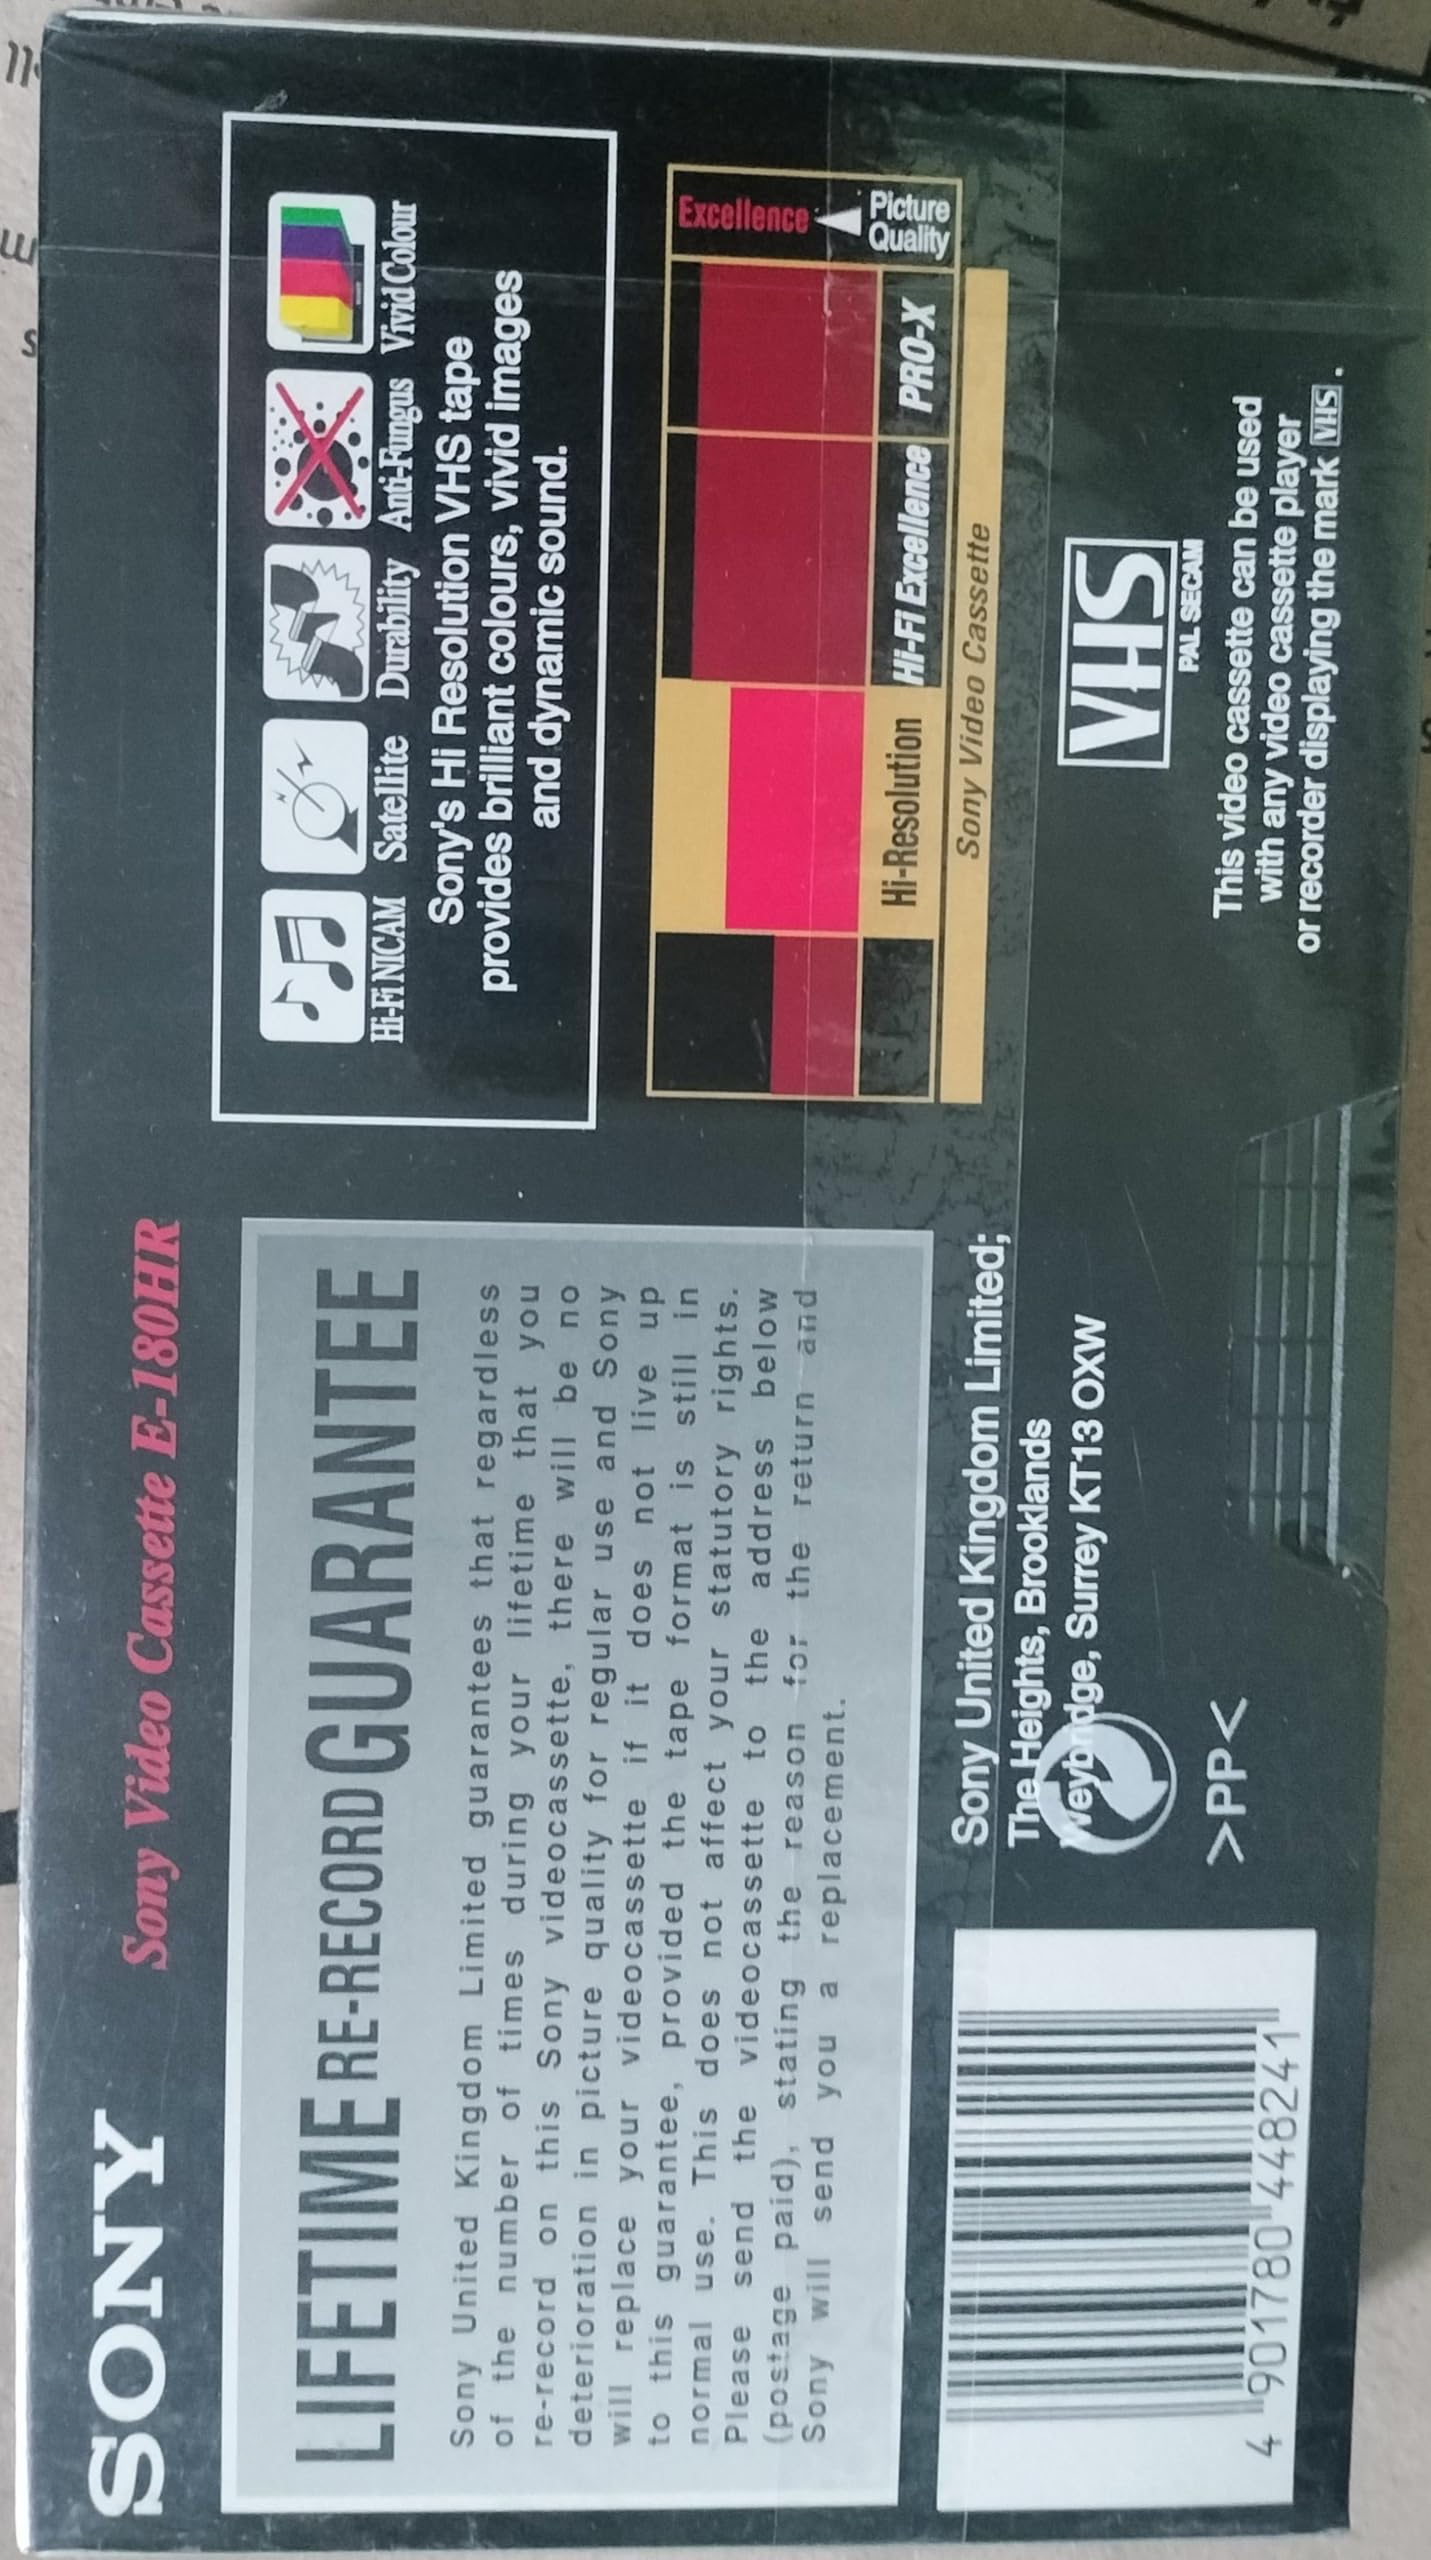 SONY
Sony Video Cassette E-180HR
LIFETIME RE-RECORD GUARANTEE
Sony United Kingdom Limited guarantees that regardless
of the number of times during your lifetime that you
re-record on this Sony videocassette, there will be no
deterioration in picture quality for regular use and Sony
will replace your videocassette if it does not live up
to this guarantee, provided the tape format is still in
normal use. This does not affect your statutory rights.
Please send the videocassette to the address below
(postage paid), stating the reason for the return and
Sony will send you a replacement.
Sony United Kingdom Limited;
The Heights, Brooklands
Weybridge, Surrey KT13 OXW
>PP<
4 901780 448241
Hi-Fi NICAM
Satellite
Durability
Anti-Fungus
Vivid Colour
Sony's Hi Resolution VHS tape
provides brilliant colours, vivid images
and dynamic sound.
Excellence
Picture
Quality
Hi-Resolution
Hi-Fi Excellence
PRO-X
Sony Video Cassette
VHS
PAL SECAM
This video cassette can be used
with any video cassette player
or recorder displaying the mark VHS .